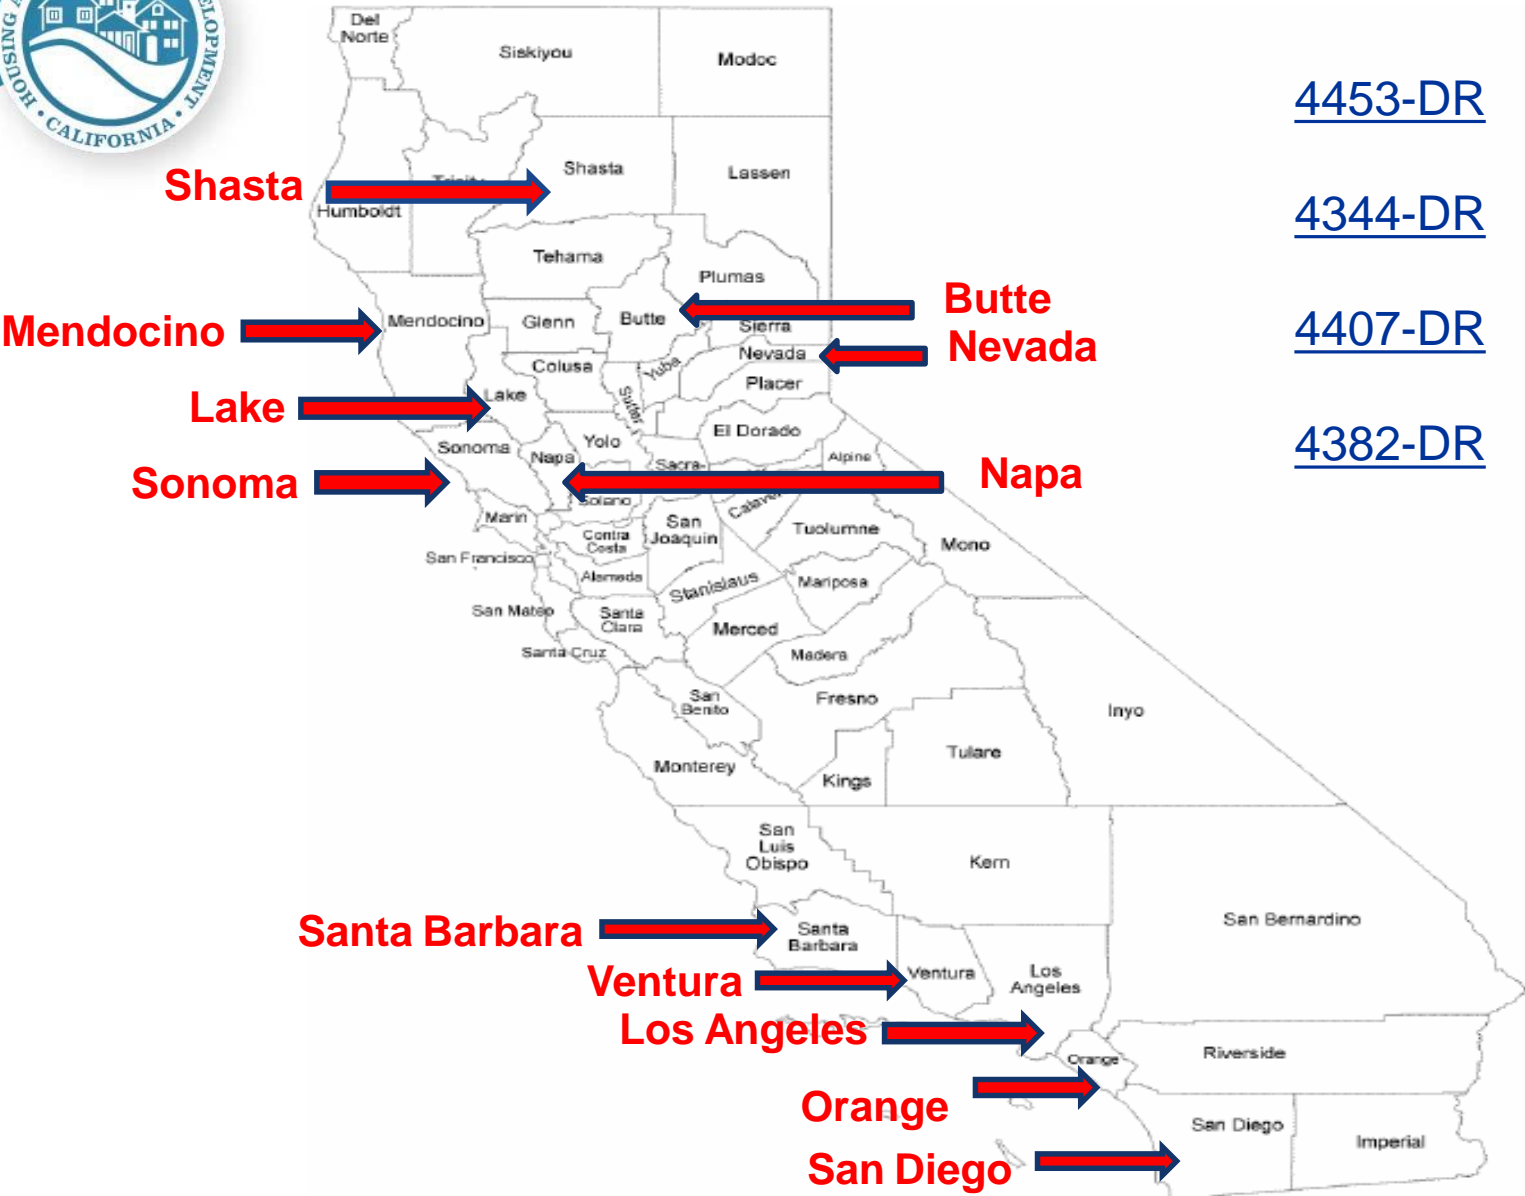 HOUSING
CALIFORNIA
Del
Norte
Siskiyou
Modoc
4453-DR
Shasta
Shasta
Lassen
Humboldt
4344-DR
Tehama
Plumas
Butte
Mendocino
Mendocino
Glenn
Butte
Sierra
4407-DR
Nevada
Nevada
Colusa
Yuba
Placer
Lake
Lake
Sutter
El Dorado
Sonoma
Yolo
4382-DR
Sonoma
Napa
Sacra-
Alpine
Napa
Solano
Marin
San
Joaquin
Tuolumne
Contra
Costa
Mono
San Francisco
Alameda
Stanislaus
Mariposa
San Mateo
Santa
Clara
Merced
Santa Cruz
Madera
San
Benito
Fresno
Inyo
Monterey
Tulare
Kings
San
Luis
Obispo
Kern
Santa Barbara
Santa
Barbara
San Bernardino
Ventura
Ventura
Los
Angeles
Los Angeles
Orange
Riverside
Orange
San Diego
Imperial
San Diego